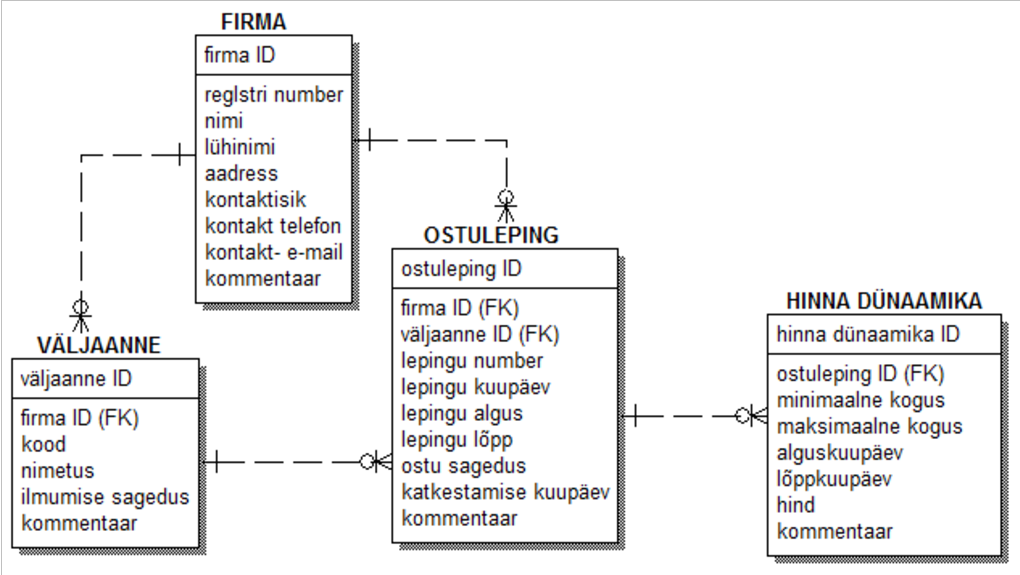 FIRMA
firma ID
reglstri number
nimi
lühinimi
aadress
kontaktisik
kontakt telefon
kontakt- e-mail
kommentaar
VÄLJAANNE
väljaanne ID
firma ID (FK)
kood
nimetus
ilmumise sagedus
kommentaar
OSTULEPING
ostuleping ID
firma ID (FK)
väljaanne ID (FK)
lepingu number
lepingu kuupäev
lepingu algus
lepingu lõpp
ostu sagedus
katkestamise kuupäev
kommentaar
HINNA DÜNAAMIKA
hinna dünaamika ID
ostuleping ID (FK)
minimaalne kogus
maksimaalne kogus
alguskuupäev
lõppkuupäev
hind
kommentaar